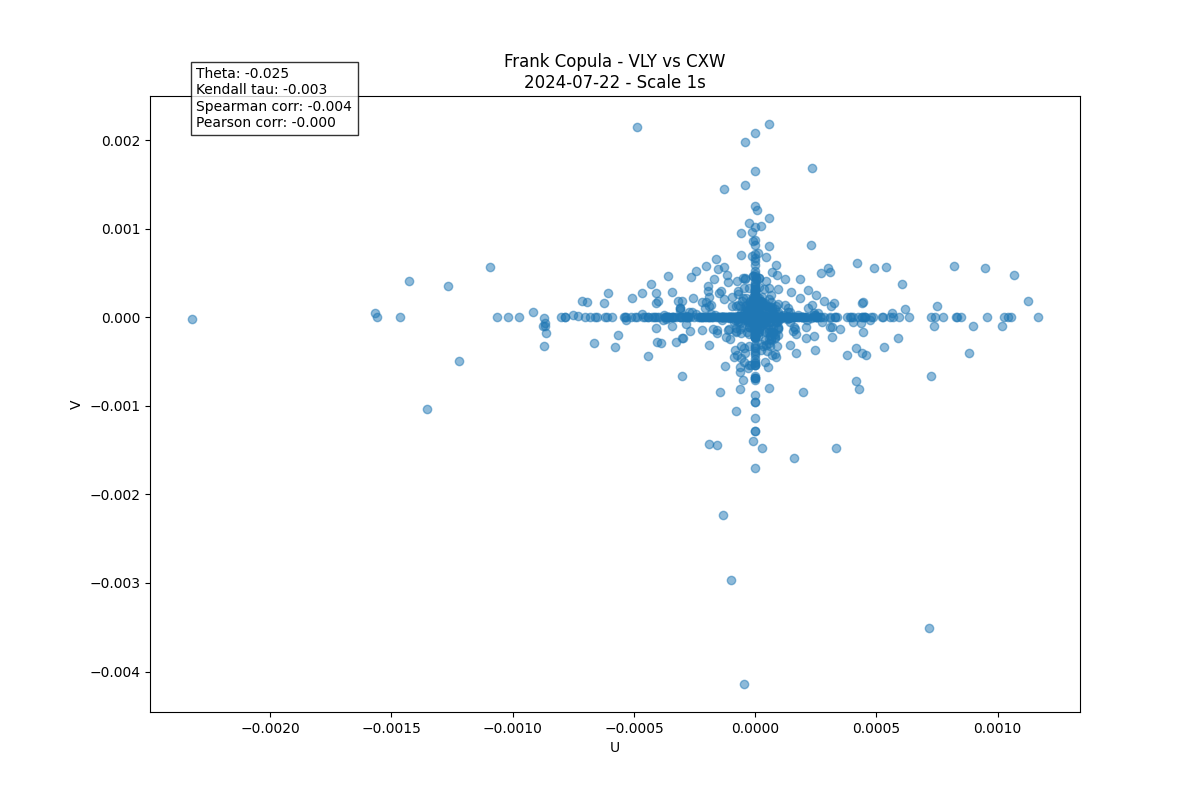 Frank Copula - VLY vs CXW
2024-07-22 - Scale 1s
Theta: -0.025
Kendall tau: -0.003
Spearman corr: -0.004
Pearson corr: -0.000
0.002
0.001
0.000
−0.001
−0.002
−0.003
−0.004
V
−0.0020
−0.0015
−0.0010
−0.0005
0.0000
0.0005
0.0010
U